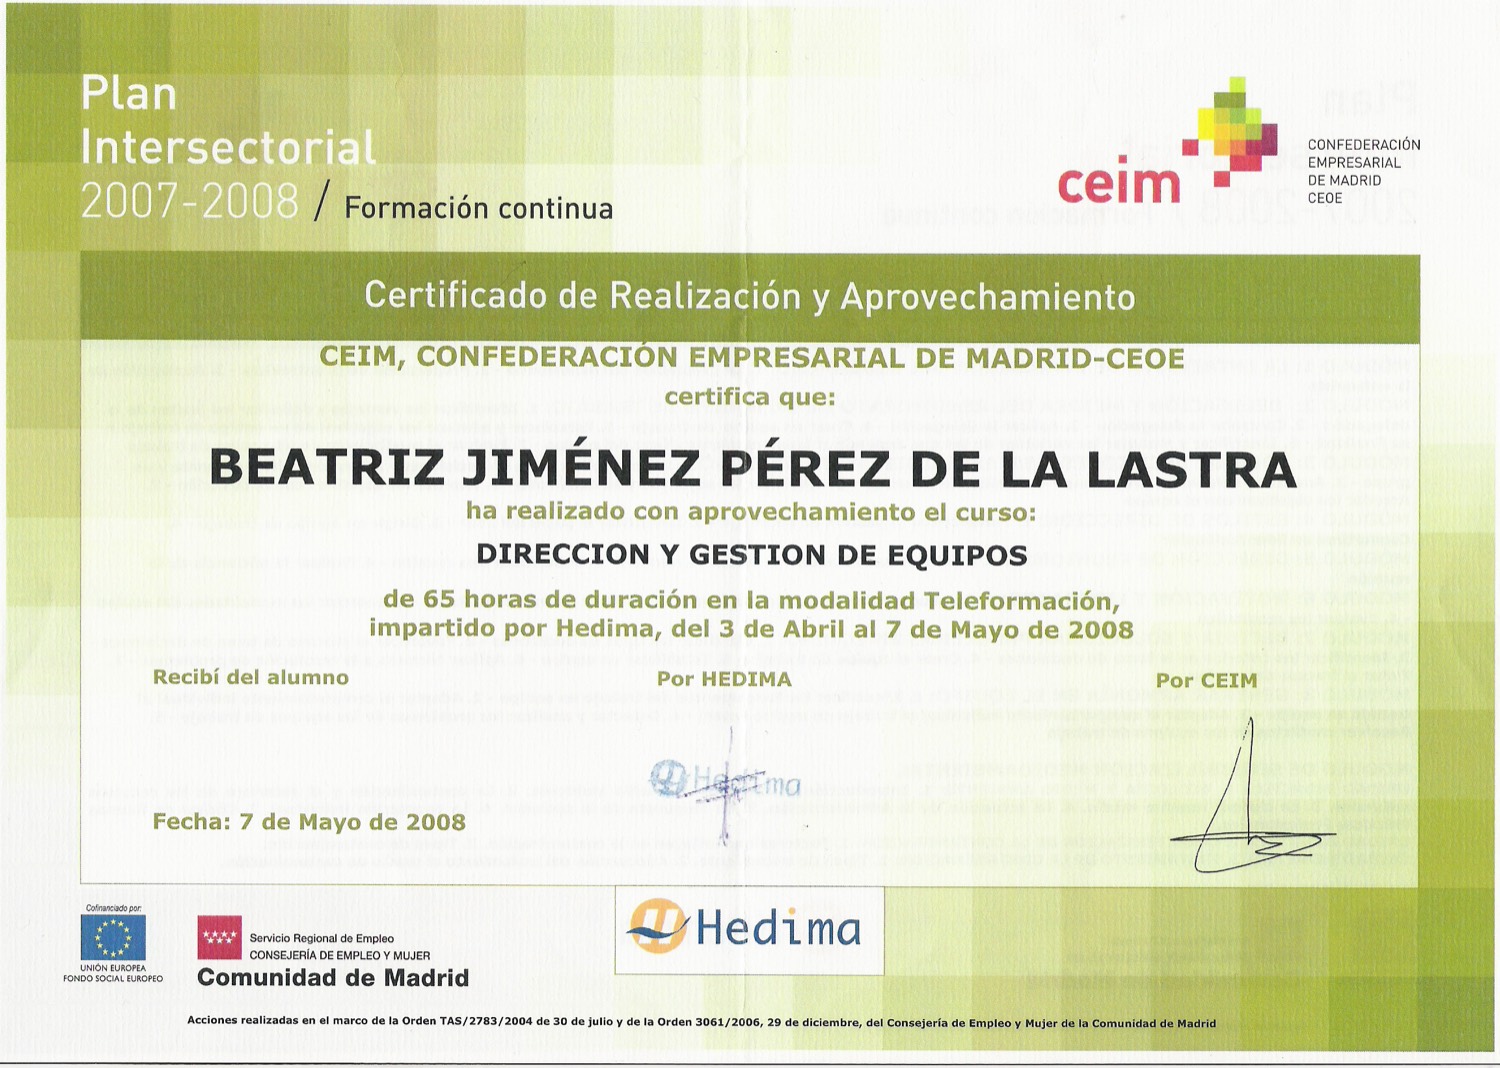 Plan
Intersectorial
2007-2008 / Formación continua
ceim
CONFEDERACIÓN
EMPRESARIAL
DE MADRID
CEOE
Certificado de Realización y Aprovechamiento
CEIM, CONFEDERACIÓN EMPRESARIAL DE MADRID-CEOE
certifica que:
BEATRIZ JIMÉNEZ PÉREZ DE LA LASTRA
ha realizado con aprovechamiento el curso:
DIRECCION Y GESTION DE EQUIPOS
de 65 horas de duración en la modalidad Teleformación,
impartido por Hedima, del 3 de Abril al 7 de Mayo de 2008
Recibí del alumno
Por HEDIMA
Por CEIM
Hedima
Fecha: 7 de Mayo de 2008
Cofinanciado por:
UNIÓN EUROPEA
FONDO SOCIAL EUROPEO
Servicio Regional de Empleo
CONSEJERÍA DE EMPLEO Y MUJER
Comunidad de Madrid
Hedima
Acciones realizadas en el marco de la Orden TAS/2783/2004 de 30 de julio y de la Orden 3061/2006, 29 de diciembre, del Consejería de Empleo y Mujer de la Comunidad de Madrid